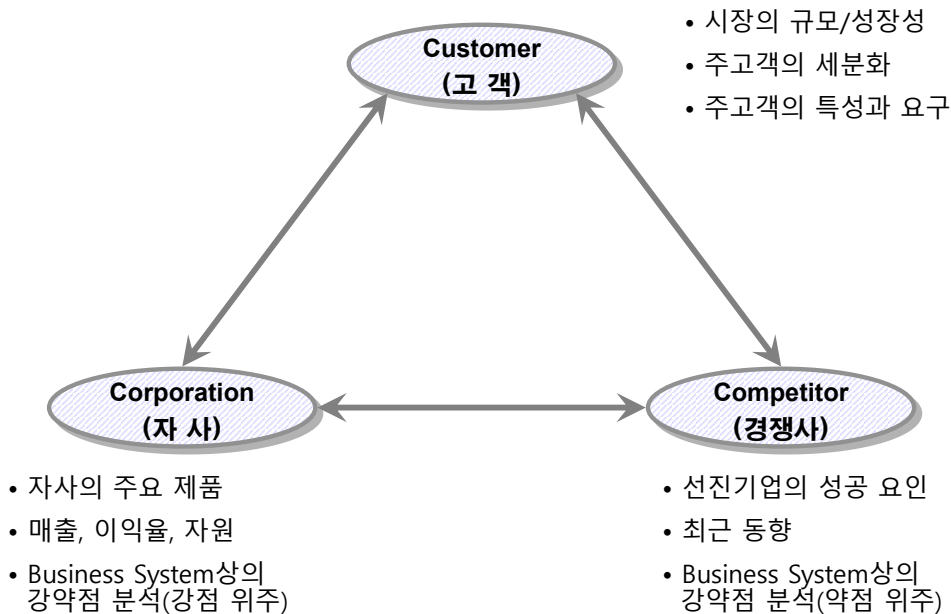 Customer
(고 객)
• 시장의 규모/성장성
• 주고객의 세분화
• 주고객의 특성과 요구
Corporation
(자 사)
• 자사의 주요 제품
• 매출, 이익율, 자원
• Business System상의
강약점 분석(강점 위주)
Competitor
(경쟁사)
• 선진기업의 성공 요인
• 최근 동향
• Business System상의
강약점 분석(약점 위주)